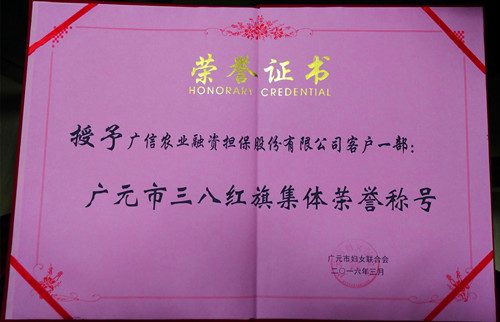 荣誉证书
HONORARY CREDENTIAL
授予广信农业融资担保股份有限公司客户一部：
广元市三八红旗集体荣誉称号
广元市妇女联合会
二〇一六年三月